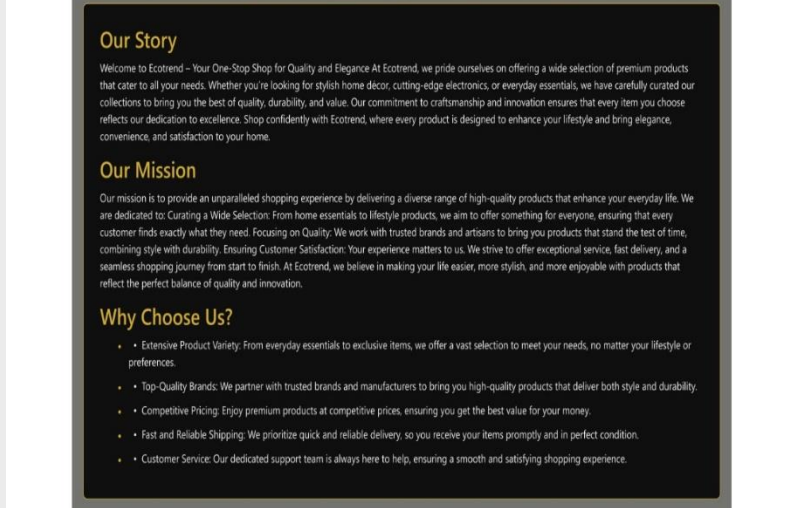 Our Story
Welcome to Ecotrend – Your One-Stop Shop for Quality and Elegance At Ecotrend, we pride ourselves on offering a wide selection of premium products
that cater to all your needs. Whether you're looking for stylish home décor, cutting-edge electronics, or everyday essentials, we have carefully curated our
collections to bring you the best of quality, durability, and value. Our commitment to craftsmanship and innovation ensures that every item you choose
reflects our dedication to excellence. Shop confidently with Ecotrend, where every product is designed to enhance your lifestyle and bring elegance,
convenience, and satisfaction to your home.
Our Mission
Our mission is to provide an unparalleled shopping experience by delivering a diverse range of high-quality products that enhance your everyday life. We
are dedicated to: Curating a Wide Selection: From home essentials to lifestyle products, we aim to offer something for everyone, ensuring that every
customer finds exactly what they need. Focusing on Quality: We work with trusted brands and artisans to bring you products that stand the test of time,
combining style with durability. Ensuring Customer Satisfaction: Your experience matters to us. We strive to offer exceptional service, fast delivery, and a
seamless shopping journey from start to finish. At Ecotrend, we believe in making your life easier, more stylish, and more enjoyable with products that
reflect the perfect balance of quality and innovation.
Why Choose Us?
• • Extensive Product Variety: From everyday essentials to exclusive items, we offer a vast selection to meet your needs, no matter your lifestyle or
preferences.
• • Top-Quality Brands: We partner with trusted brands and manufacturers to bring you high-quality products that deliver both style and durability.
• • Competitive Pricing: Enjoy premium products at competitive prices, ensuring you get the best value for your money.
• • Fast and Reliable Shipping: We prioritize quick and reliable delivery, so you receive your items promptly and in perfect condition.
• • Customer Service: Our dedicated support team is always here to help, ensuring a smooth and satisfying shopping experience.